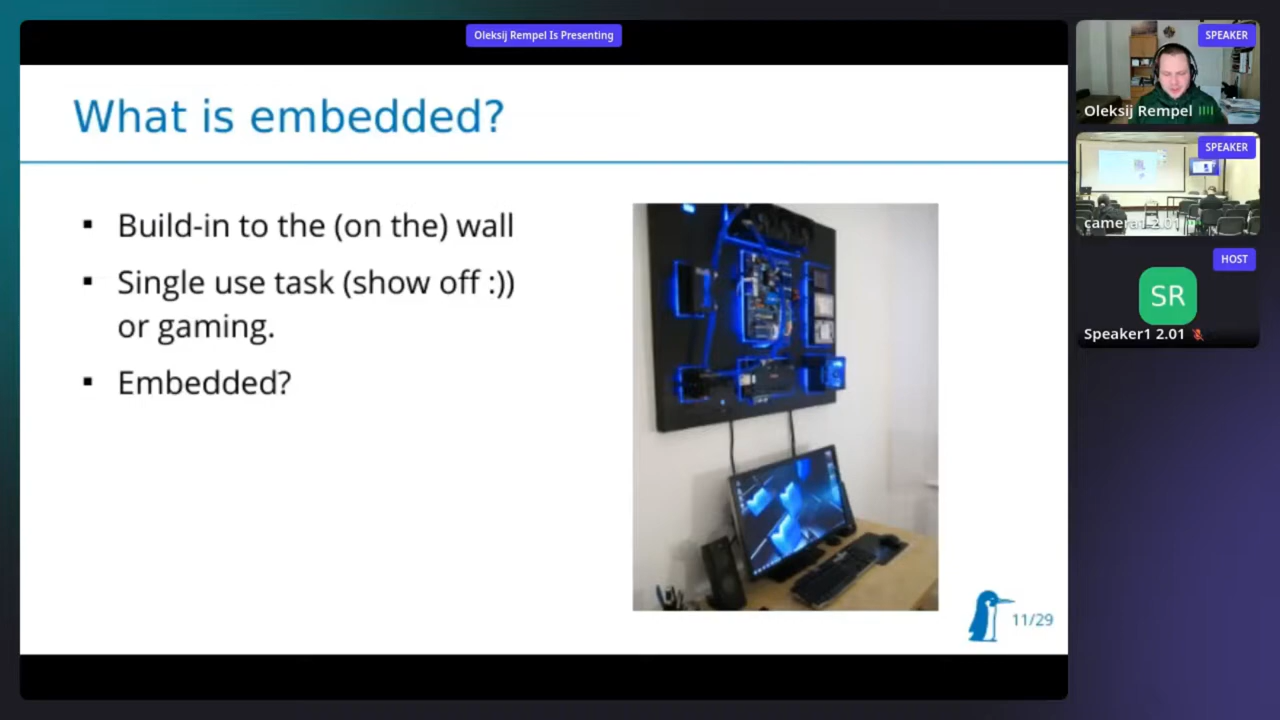 Oleksij Rempel Is Presenting
What is embedded?
▪ Build-in to the (on the) wall
▪ Single use task (show off :))
or gaming.
▪ Embedded?
11/29
SPEAKER
Oleksij Rempel
SPEAKER
camera1 2.01
HOST
SR
Speaker1 2.01